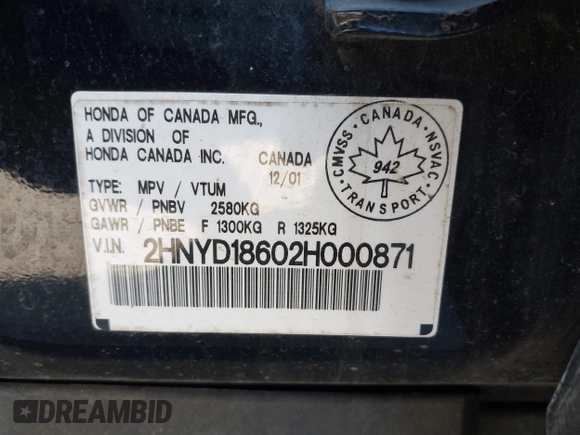 HONDA OF CANADA MFG.,
A DIVISION OF
HONDA CANADA INC. CANADA
12/01
TYPE: MPV / VTUM
GVWR / PNBV 2580KG
GAWR / PNBE F 1300KG R 1325KG
V.I.N. 2HNYD18602H000871
CMVSS · CANADA · NSVAC · TRANSPORT ·
942
DREAMBID